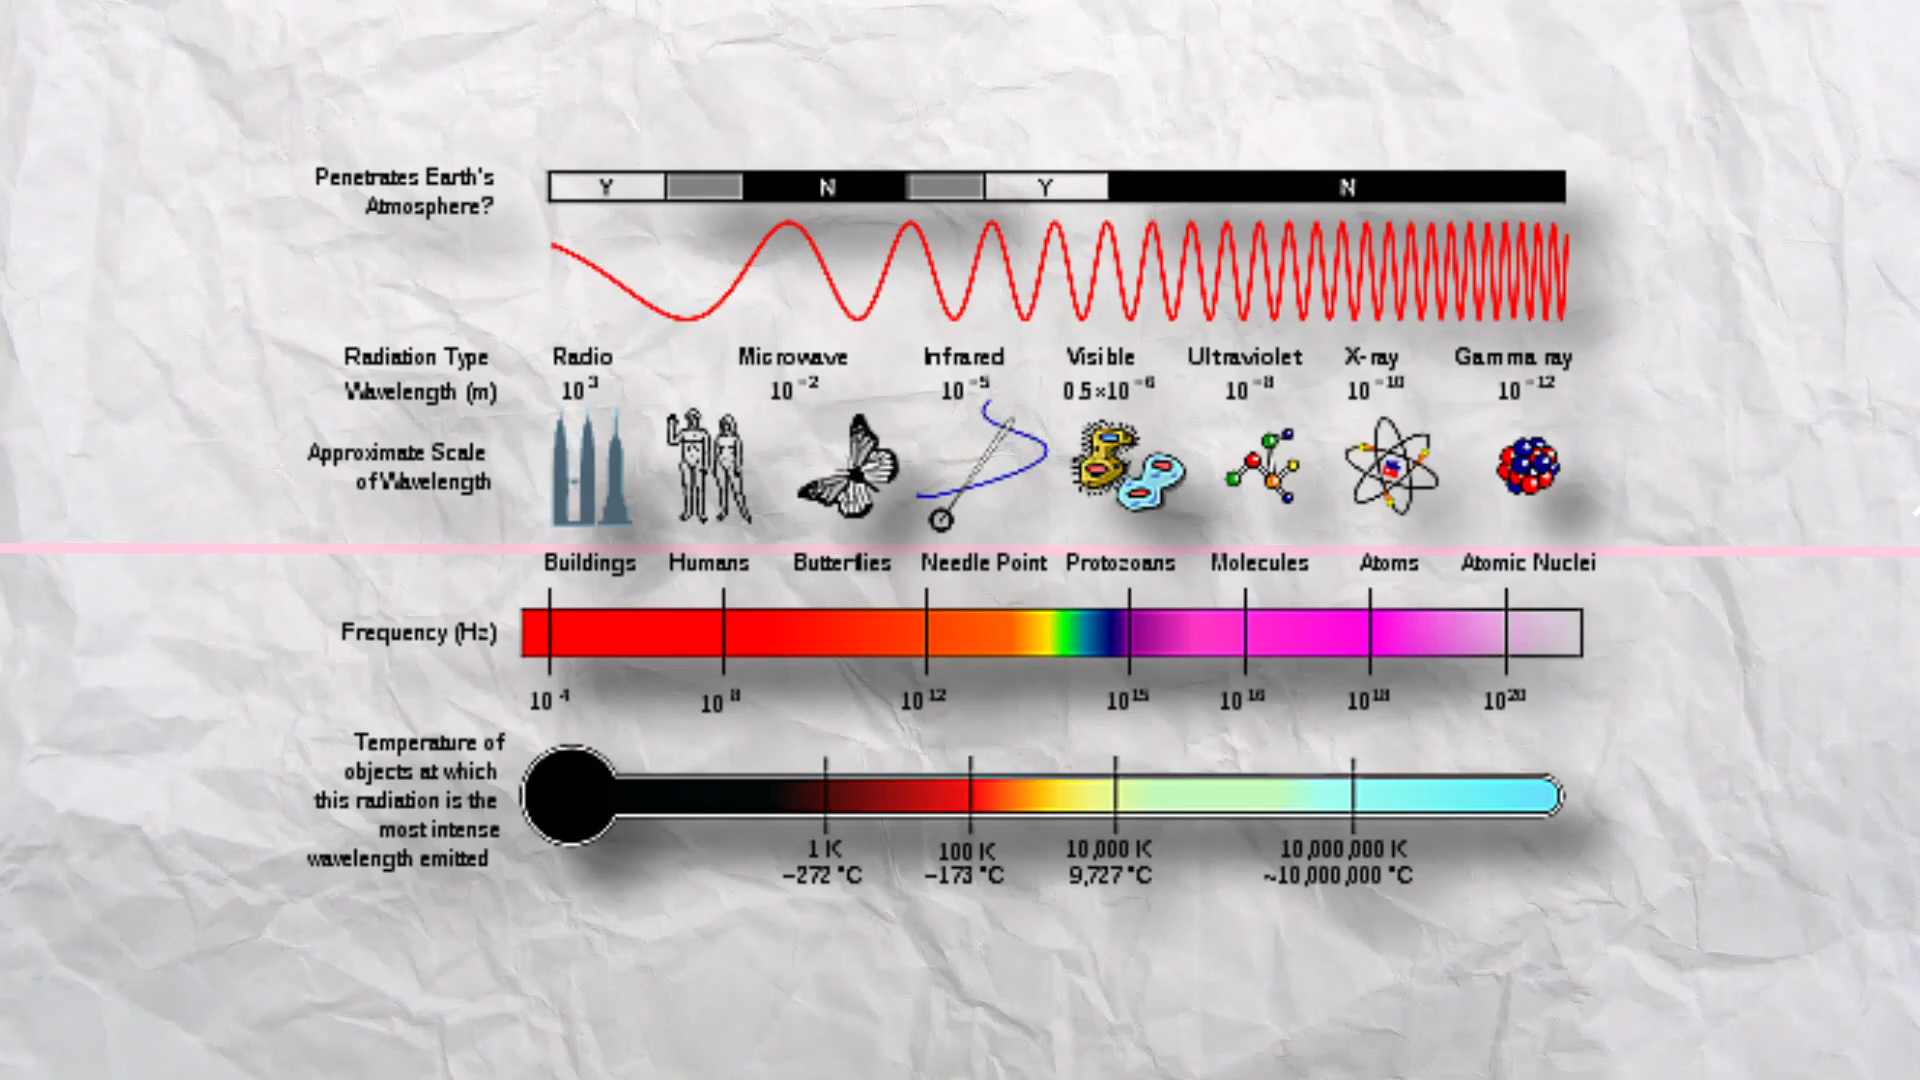 Penetrates Earth's
Atmosphere?
Y N Y N
Radiation Type Radio Microwave Infrared Visible Ultraviolet X-ray Gamma ray
Wavelength (m) 10³ 10⁻² 10⁻⁵ 0.5×10⁻⁶ 10⁻⁸ 10⁻¹⁰ 10⁻¹²
Approximate Scale
of Wavelength
Buildings Humans Butterflies Needle Point Protozoans Molecules Atoms Atomic Nuclei
Frequency (Hz)
10⁴ 10⁸ 10¹² 10¹⁵ 10¹⁶ 10¹⁸ 10²⁰
Temperature of
objects at which
this radiation is the
most intense
wavelength emitted
1 K 100 K 10,000 K 10,000,000 K
−272 °C −173 °C 9,727 °C ~10,000,000 °C